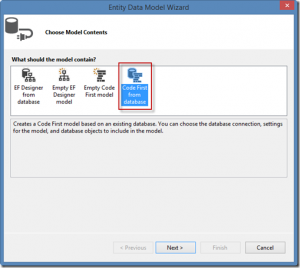 Entity Data Model Wizard
Choose Model Contents
What should the model contain?
EF Designer
from
database
Empty EF
Designer
model
Empty Code
First model
Code First
from
database
Creates a Code First model based on an existing database. You can choose the database connection, settings
for the model, and database objects to include in the model.
< Previous
Next >
Finish
Cancel